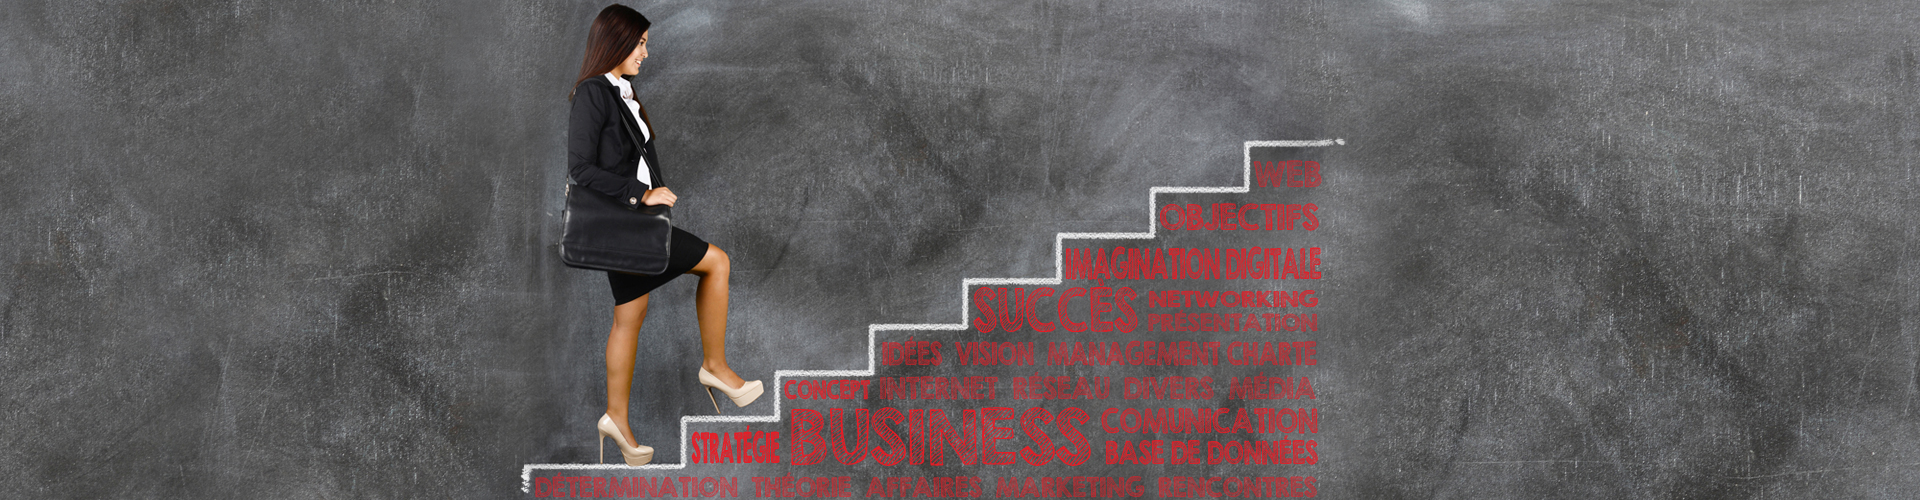 WEB
OBJECTIFS
IMAGINATION DIGITALE
SUCCÈS NETWORKING
PRÉSENTATION
IDÉES VISION MANAGEMENT CHARTE
CONCEPT INTERNET RÉSEAU DIVERS MÉDIA
STRATÉGIE BUSINESS COMUNICATION
BASE DE DONNÉES
DÉTERMINATION THÉORIE AFFAIRES MARKETING RENCONTRES